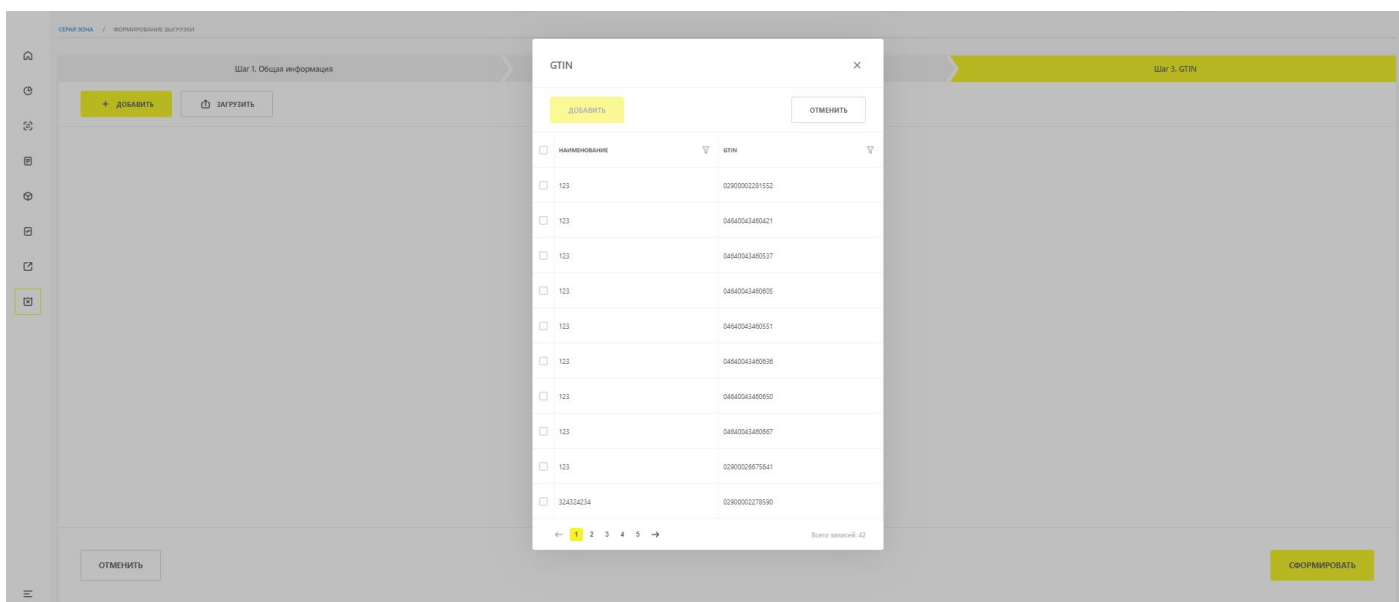 СЕРАЯ ЗОНА / ФОРМИРОВАНИЕ ВЫГРУЗКИ
Шаг 1. Общая информация
Шаг 3. GTIN
+ ДОБАВИТЬ
ЗАГРУЗИТЬ
GTIN
ДОБАВИТЬ
ОТМЕНИТЬ
НАИМЕНОВАНИЕ GTIN
123 02900002281552
123 04640043460421
123 04640043460537
123 04640043460605
123 04640043460551
123 04640043460636
123 04640043460650
123 04640043460667
123 02900026675641
324324234 02900002278590
← 1 2 3 4 5 →
Всего записей: 42
ОТМЕНИТЬ
СФОРМИРОВАТЬ